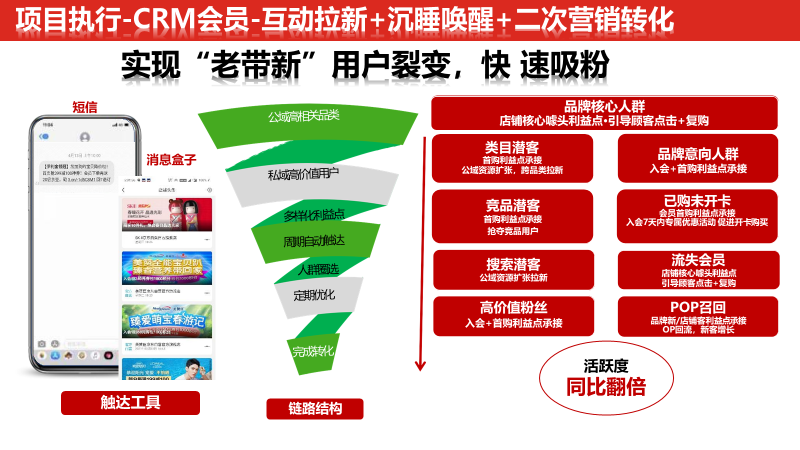 项目执行-CRM会员-互动拉新+沉睡唤醒+二次营销转化
实现“老带新”用户裂变，快 速吸粉
短信
消息盒子
触达工具
公域高相关品类
私域高价值用户
多样化利益点
周期自动触达
人群圈选
定期优化
完成转化
链路结构
品牌核心人群
店铺核心噱头利益点•引导顾客点击+复购
类目潜客
首购利益点承接
公域资源扩张，跨品类拉新
品牌意向人群
入会+首购利益点承接
竞品潜客
首购利益点承接
抢夺竞品用户
已购未开卡
会员首购利益点承接
入会7天内专属优惠活动 促进开卡购买
搜索潜客
公域资源扩张拉新
流失会员
店铺核心噱头利益点
引导顾客点击+复购
高价值粉丝
入会+首购利益点承接
POP召回
品牌新/店铺客利益点承接
OP回流，新客增长
活跃度
同比翻倍